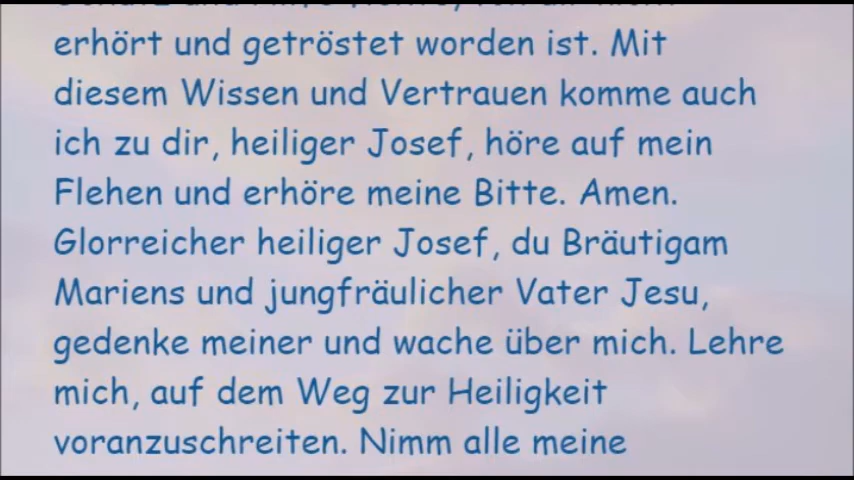 erhört und getröstet worden ist. Mit
diesem Wissen und Vertrauen komme auch
ich zu dir, heiliger Josef, höre auf mein
Flehen und erhöre meine Bitte. Amen.
Glorreicher heiliger Josef, du Bräutigam
Mariens und jungfräulicher Vater Jesu,
gedenke meiner und wache über mich. Lehre
mich, auf dem Weg zur Heiligkeit
voranzuschreiten. Nimm alle meine